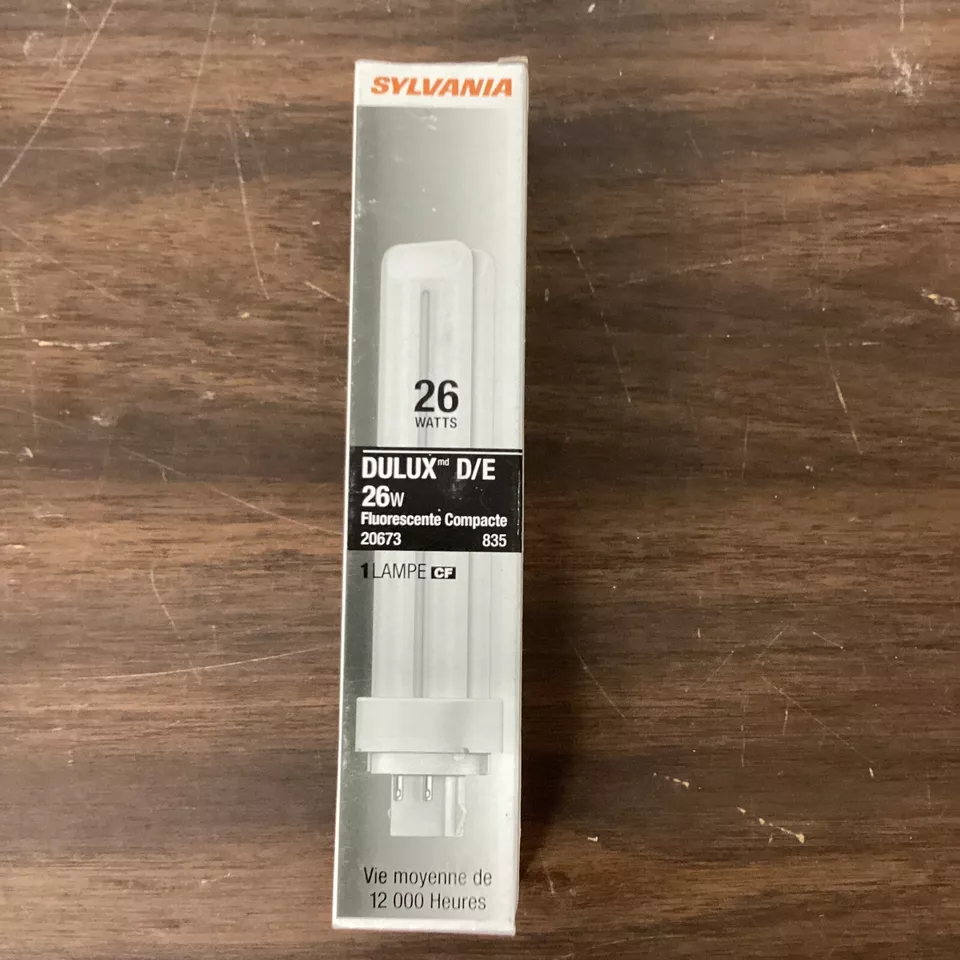 SYLVANIA
26
WATTS
DULUX md D/E
26W
Fluorescente Compacte
20673 835
1 LAMPE CF
Vie moyenne de
12 000 Heures